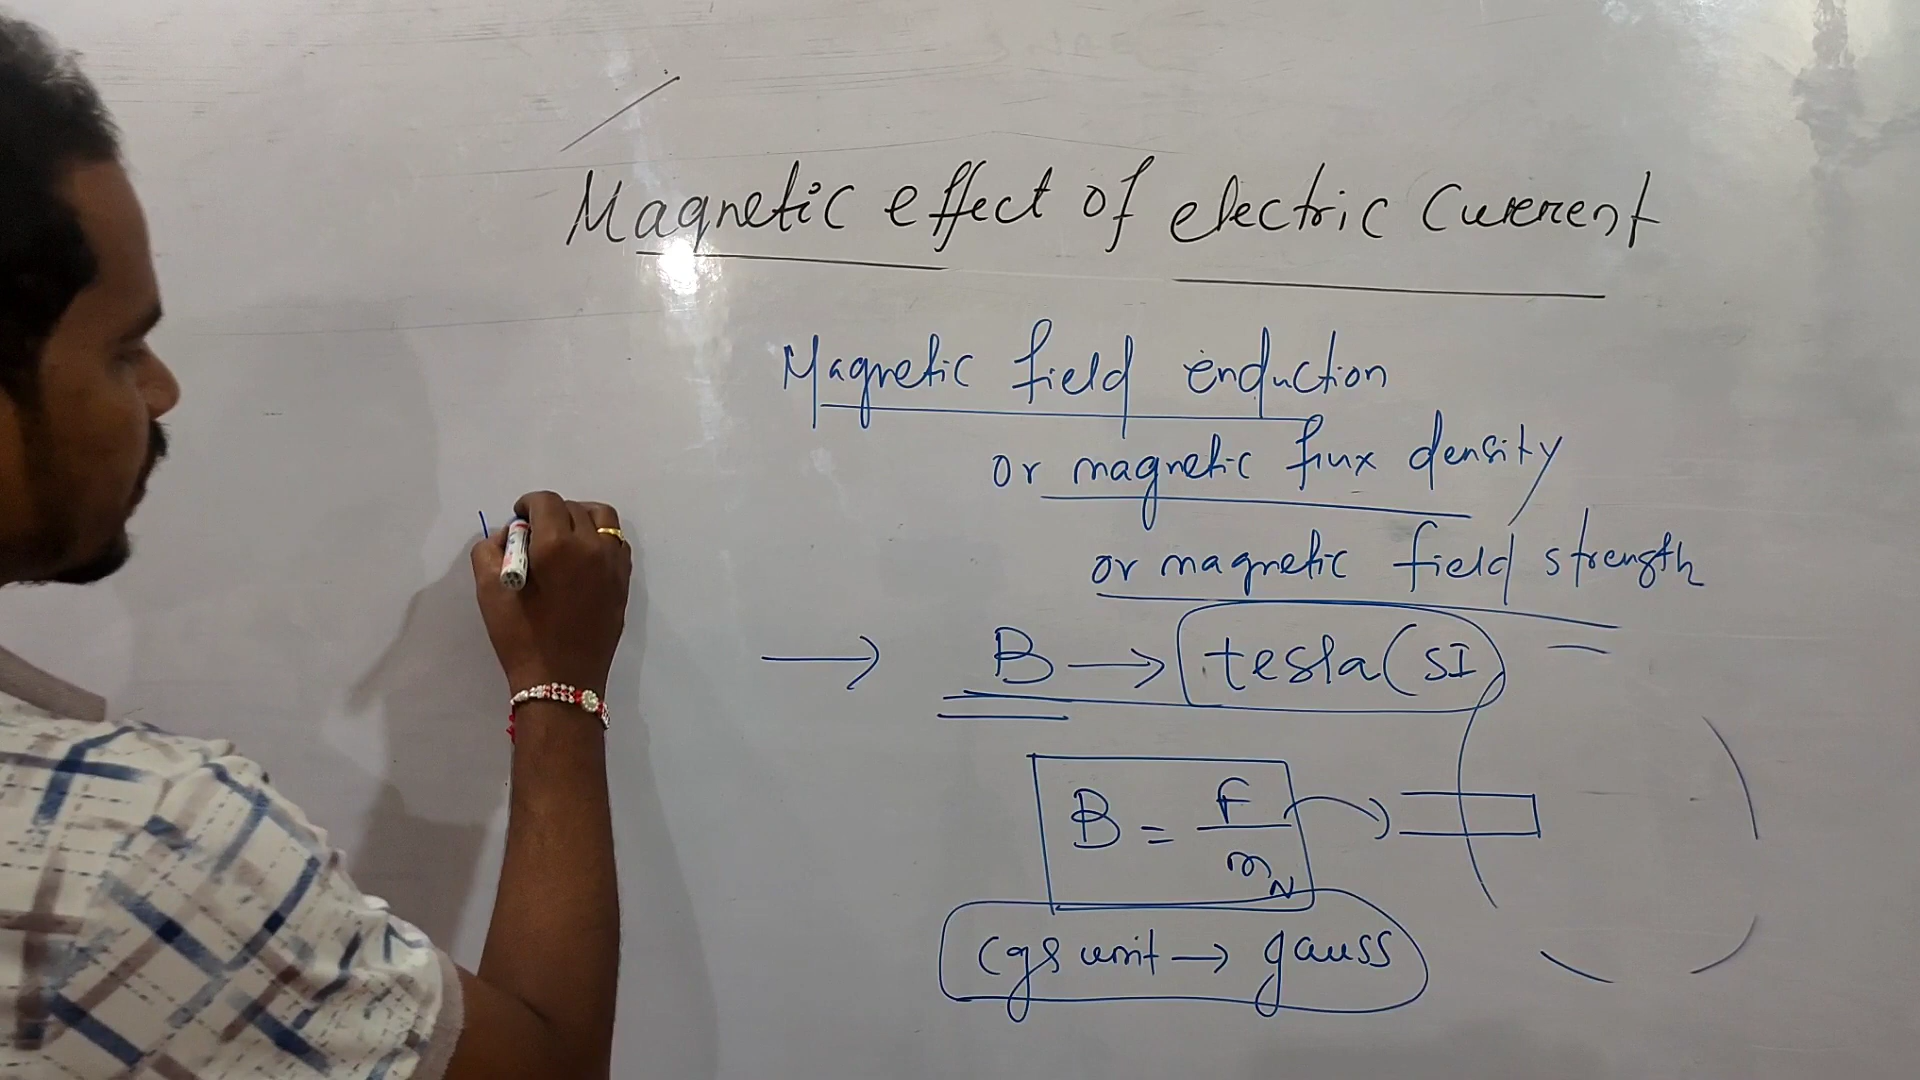 Magnetic effect of electric Current
Magnetic field induction
or magnetic flux density
or magnetic field strength
→ B → tesla (SI)
B = F / m
N
cgs unit → gauss